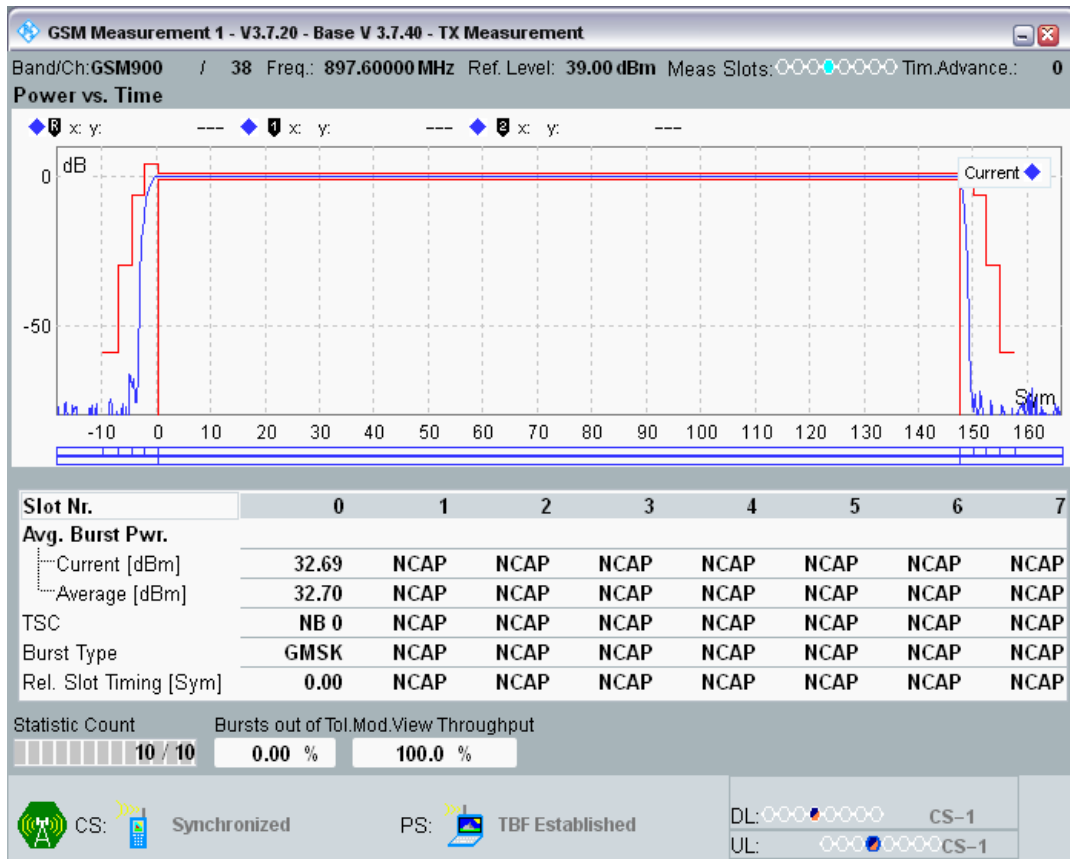 GSM Measurement 1 - V3.7.20 - Base V 3.7.40 - TX Measurement
Band/Ch:GSM900 / 38 Freq.: 897.60000 MHz Ref. Level: 39.00 dBm Meas Slots: Tim.Advance.: 0
Power vs. Time
R x: y: --- 1 x: y: --- 2 x: y: ---
dB
Current
0
-50
Sym
-10 0 10 20 30 40 50 60 70 80 90 100 110 120 130 140 150 160
Slot Nr. 0 1 2 3 4 5 6 7
Avg. Burst Pwr.
Current [dBm] 32.69 NCAP NCAP NCAP NCAP NCAP NCAP NCAP
Average [dBm] 32.70 NCAP NCAP NCAP NCAP NCAP NCAP NCAP
TSC NB 0 NCAP NCAP NCAP NCAP NCAP NCAP NCAP
Burst Type GMSK NCAP NCAP NCAP NCAP NCAP NCAP NCAP
Rel. Slot Timing [Sym] 0.00 NCAP NCAP NCAP NCAP NCAP NCAP NCAP
Statistic Count Bursts out of Tol. Mod.View Throughput
10 / 10 0.00 % 100.0 %
CS: Synchronized PS: TBF Established
DL: CS-1
UL: CS-1